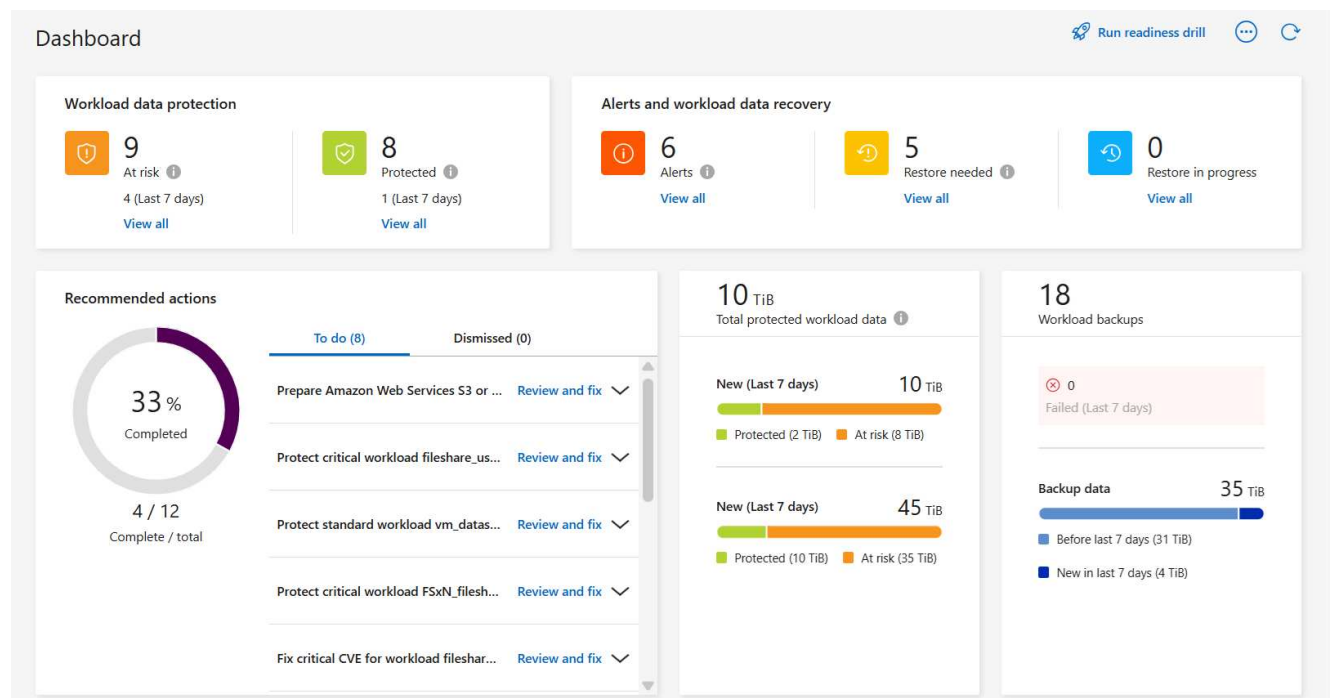 Dashboard
Run readiness drill
Workload data protection
9
At risk
4 (Last 7 days)
View all
8
Protected
1 (Last 7 days)
View all
Alerts and workload data recovery
6
Alerts
View all
5
Restore needed
View all
0
Restore in progress
View all
Recommended actions
33 %
Completed
4 / 12
Complete / total
To do (8)
Dismissed (0)
Prepare Amazon Web Services S3 or ... Review and fix
Protect critical workload fileshare_us... Review and fix
Protect standard workload vm_datas... Review and fix
Protect critical workload FSxN_filesh... Review and fix
Fix critical CVE for workload fileshar... Review and fix
10 TiB
Total protected workload data
New (Last 7 days) 10 TiB
Protected (2 TiB) At risk (8 TiB)
New (Last 7 days) 45 TiB
Protected (10 TiB) At risk (35 TiB)
18
Workload backups
0
Failed (Last 7 days)
Backup data 35 TiB
Before last 7 days (31 TiB)
New in last 7 days (4 TiB)